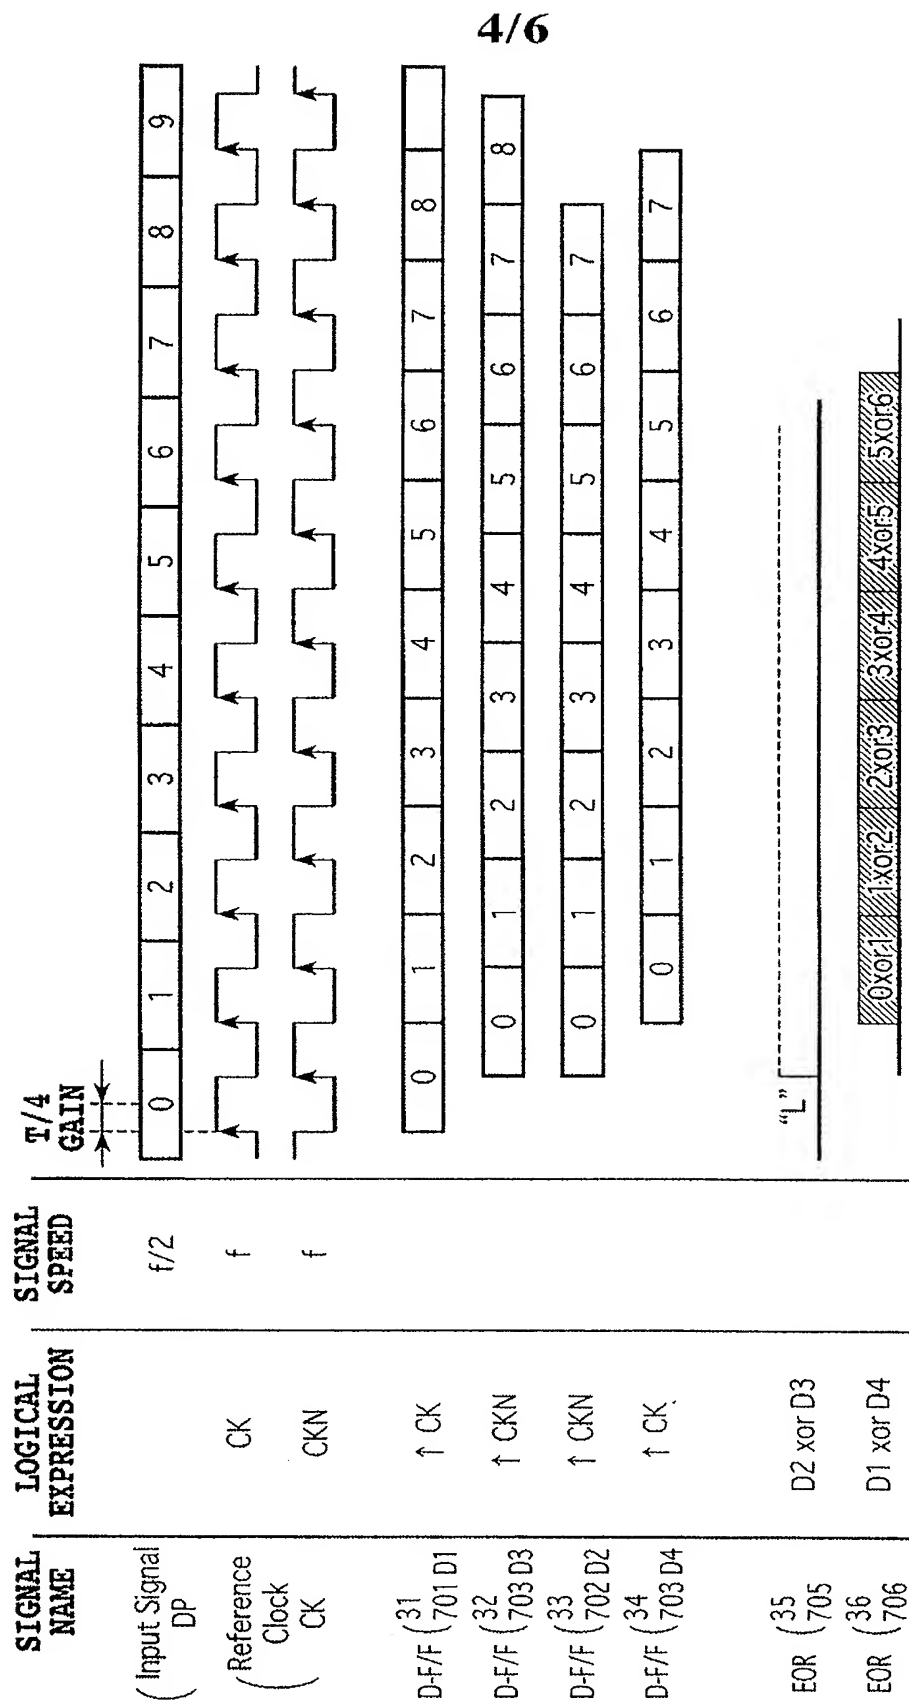 4/6
SIGNAL NAME
LOGICAL EXPRESSION
SIGNAL SPEED
T/4 GAIN
(Input Signal DP
f/2
0 1 2 3 4 5 6 7 8 9
(Reference Clock CK
CK
f
CKN
f
D-F/F (31 701 D1
↑ CK
0 1 2 3 4 5 6 7 8
D-F/F (32 703 D3
↑ CKN
0 1 2 3 4 5 6 7 8
D-F/F (33 702 D2
↑ CKN
0 1 2 3 4 5 6 7
D-F/F (34 703 D4
↑ CK
0 1 2 3 4 5 6 7
EOR (35 705
D2 xor D3
"L"
EOR (36 706
D1 xor D4
0xor1 1xor2 2xor3 3xor4 4xor5 5xor6